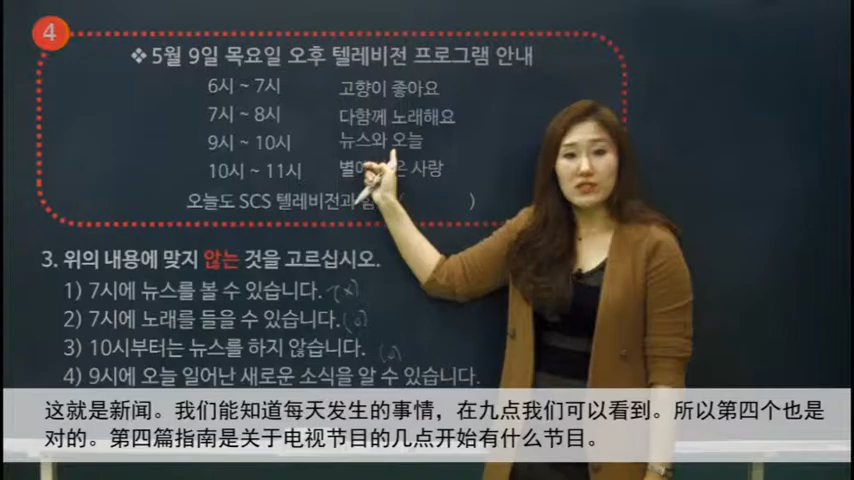 4
❖ 5월 9일 목요일 오후 텔레비전 프로그램 안내
6시 ~ 7시 고향이 좋아요
7시 ~ 8시 다함께 노래해요
9시 ~ 10시 뉴스와 오늘
10시 ~ 11시 사랑
오늘도 SCS 텔레비전과 ( )
3. 위의 내용에 맞지 않는 것을 고르십시오.
1) 7시에 뉴스를 볼 수 있습니다.
2) 7시에 노래를 들을 수 있습니다.
3) 10시부터는 뉴스를 하지 않습니다.
4) 9시에 오늘 일어난 새로운 소식을 알 수 있습니다.
这就是新闻。我们能知道每天发生的事情，在九点我们可以看到。所以第四个也是
对的。第四篇指南是关于电视节目的几点开始有什么节目。